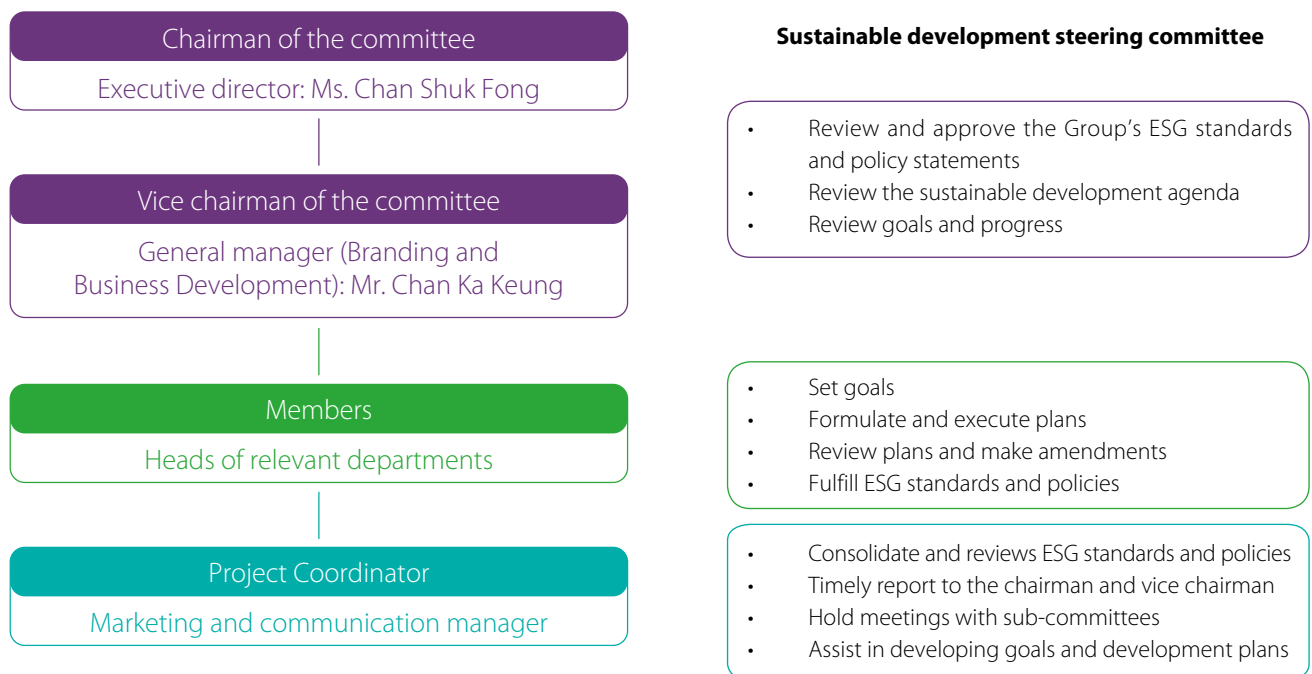 Chairman of the committee
Executive director: Ms. Chan Shuk Fong
Vice chairman of the committee
General manager (Branding and
Business Development): Mr. Chan Ka Keung
Members
Heads of relevant departments
Project Coordinator
Marketing and communication manager
Sustainable development steering committee
• Review and approve the Group's ESG standards
and policy statements
• Review the sustainable development agenda
• Review goals and progress
• Set goals
• Formulate and execute plans
• Review plans and make amendments
• Fulfill ESG standards and policies
• Consolidate and reviews ESG standards and policies
• Timely report to the chairman and vice chairman
• Hold meetings with sub-committees
• Assist in developing goals and development plans